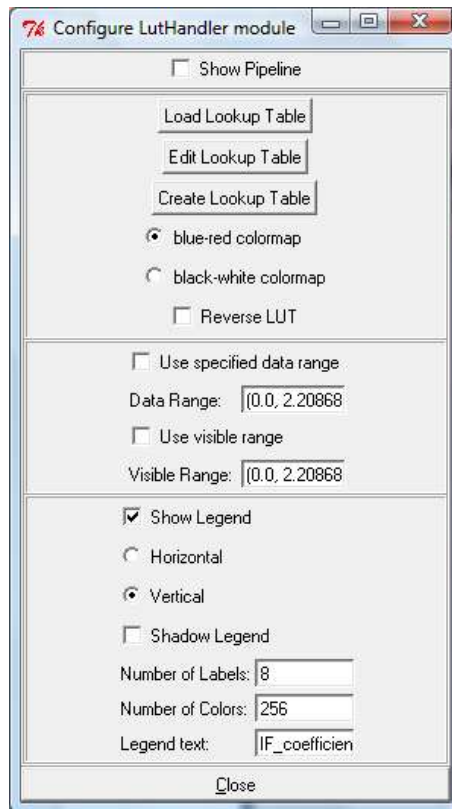 Configure LutHandler module
Show Pipeline
Load Lookup Table
Edit Lookup Table
Create Lookup Table
blue-red colormap
black-white colormap
Reverse LUT
Use specified data range
Data Range: (0.0, 2.20868
Use visible range
Visible Range: (0.0, 2.20868
Show Legend
Horizontal
Vertical
Shadow Legend
Number of Labels: 8
Number of Colors: 256
Legend text: IF_coefficien
Close